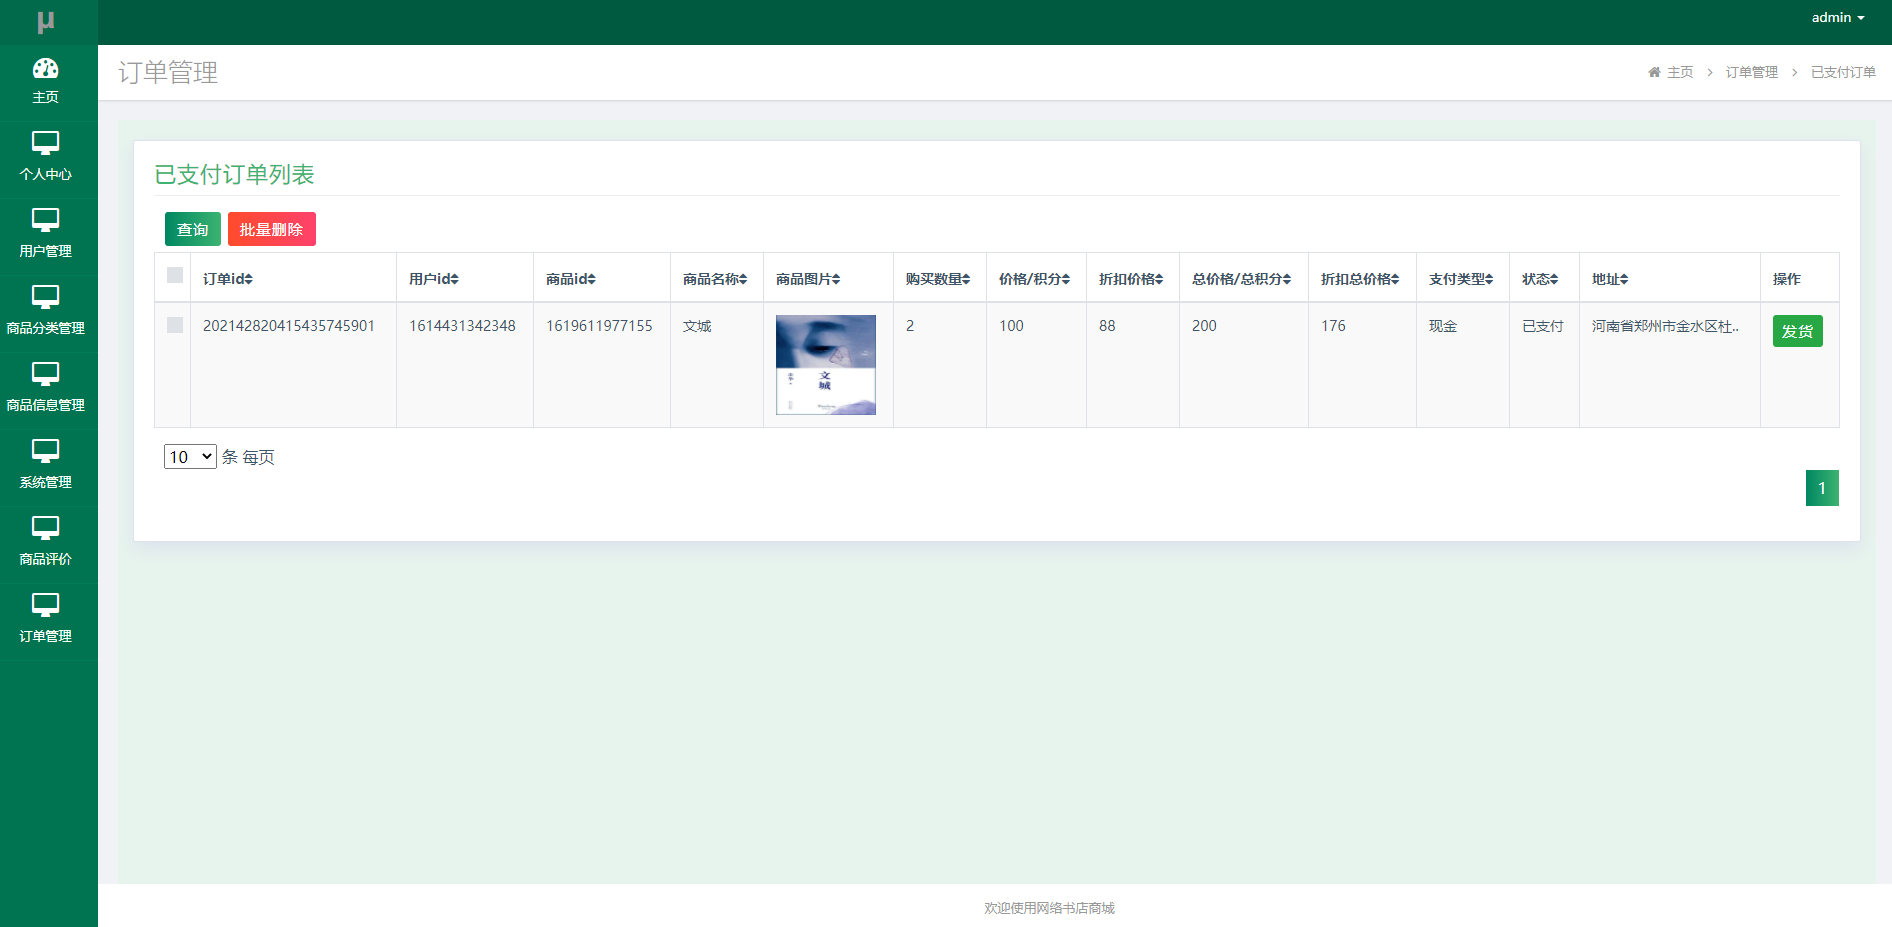 µ
admin
主页
个人中心
用户管理
商品分类管理
商品信息管理
系统管理
商品评价
订单管理
订单管理
主页 > 订单管理 > 已支付订单
已支付订单列表
查询 批量删除
订单id 用户id 商品id 商品名称 商品图片 购买数量 价格/积分 折扣价格 总价格/总积分 折扣总价格 支付类型 状态 地址 操作
202142820415435745901 1614431342348 1619611977155 文城 2 100 88 200 176 现金 已支付 河南省郑州市金水区杜.. 发货
文城
10 条 每页
1
欢迎使用网络书店商城